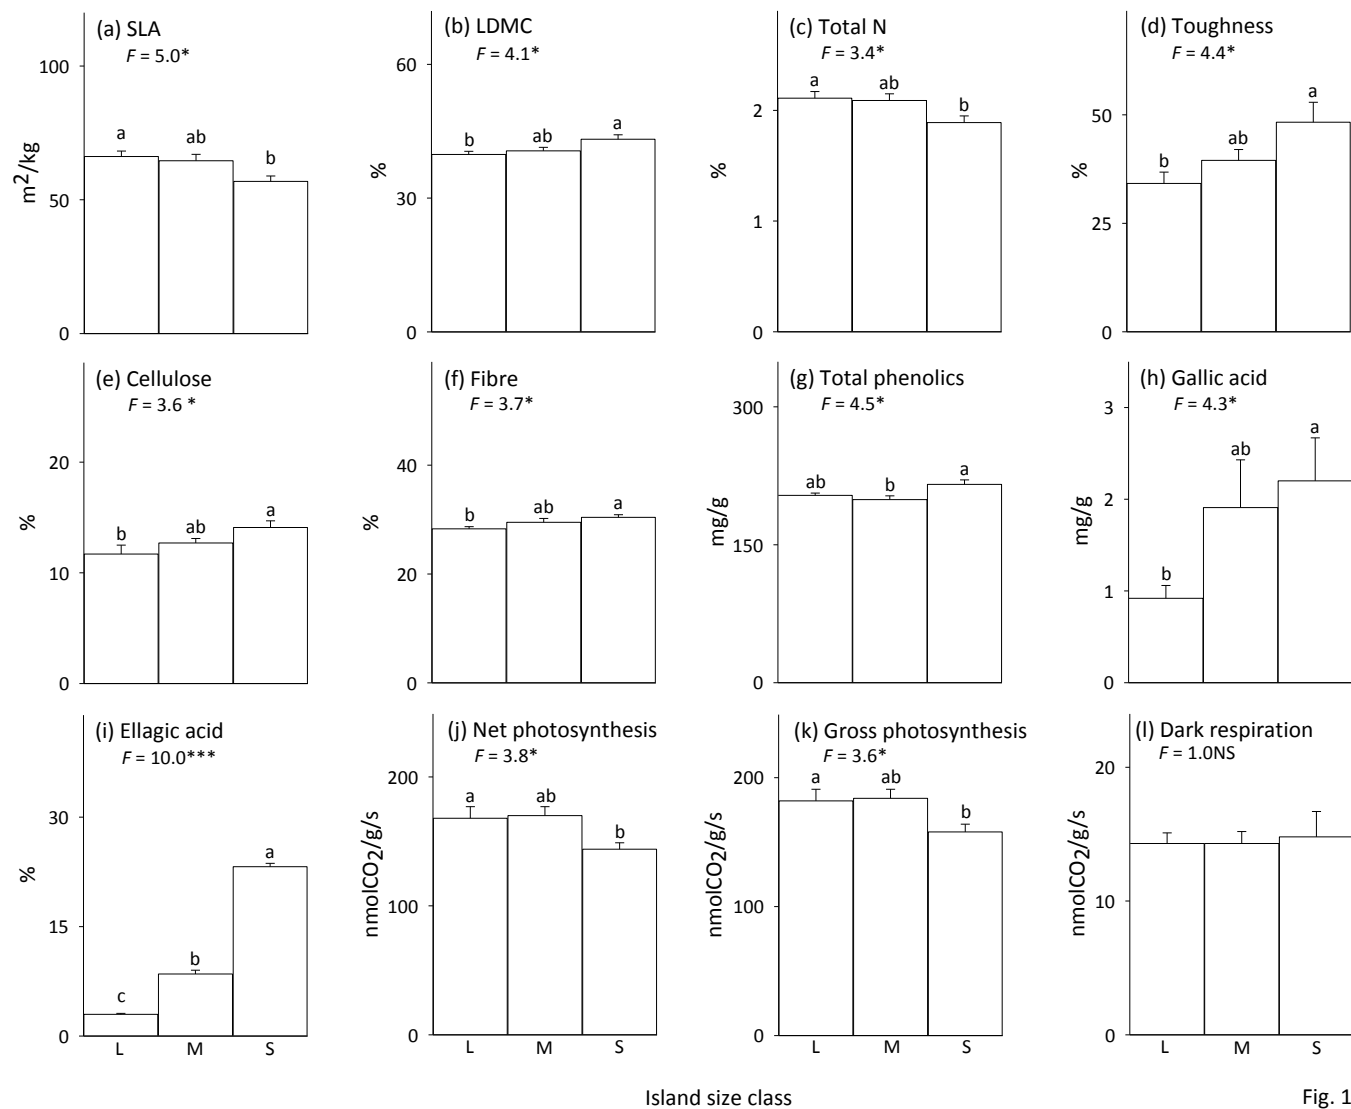 (a) SLA
F = 5.0*
100
50
0
m²/kg
a
ab
b
(b) LDMC
F = 4.1*
60
30
0
%
b
ab
a
(c) Total N
F = 3.4*
2
1
0
%
a
ab
b
(d) Toughness
F = 4.4*
50
25
0
%
b
ab
a
(e) Cellulose
F = 3.6 *
20
10
0
%
b
ab
a
(f) Fibre
F = 3.7*
40
20
0
%
b
ab
a
(g) Total phenolics
F = 4.5*
300
150
0
mg/g
ab
b
a
(h) Gallic acid
F = 4.3*
3
2
1
0
mg/g
b
ab
a
(i) Ellagic acid
F = 10.0***
30
15
0
%
c
b
a
L M S
(j) Net photosynthesis
F = 3.8*
200
100
0
nmolCO2/g/s
a
ab
b
L M S
(k) Gross photosynthesis
F = 3.6*
200
100
0
nmolCO2/g/s
a
ab
b
L M S
(l) Dark respiration
F = 1.0NS
20
10
0
nmolCO2/g/s
L M S
Island size class
Fig. 1